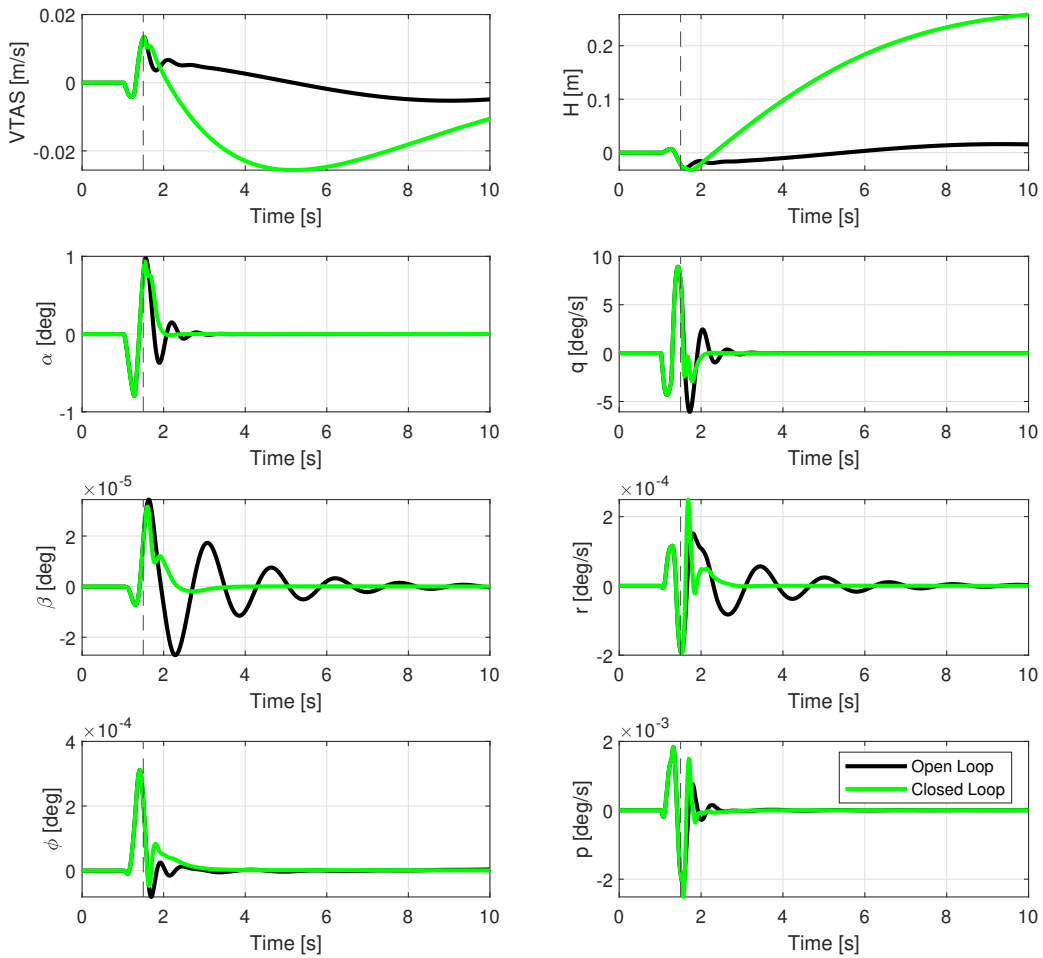 0.02
0
-0.02
VTAS [m/s]
0 2 4 6 8 10
Time [s]
0.2
0.1
0
H [m]
0 2 4 6 8 10
Time [s]
1
0
-1
α [deg]
0 2 4 6 8 10
Time [s]
10
5
0
-5
q [deg/s]
0 2 4 6 8 10
Time [s]
×10⁻⁵
2
0
-2
β [deg]
0 2 4 6 8 10
Time [s]
×10⁻⁴
2
0
-2
r [deg/s]
0 2 4 6 8 10
Time [s]
×10⁻⁴
4
2
0
ϕ [deg]
0 2 4 6 8 10
Time [s]
×10⁻³
2
0
-2
p [deg/s]
Open Loop
Closed Loop
0 2 4 6 8 10
Time [s]